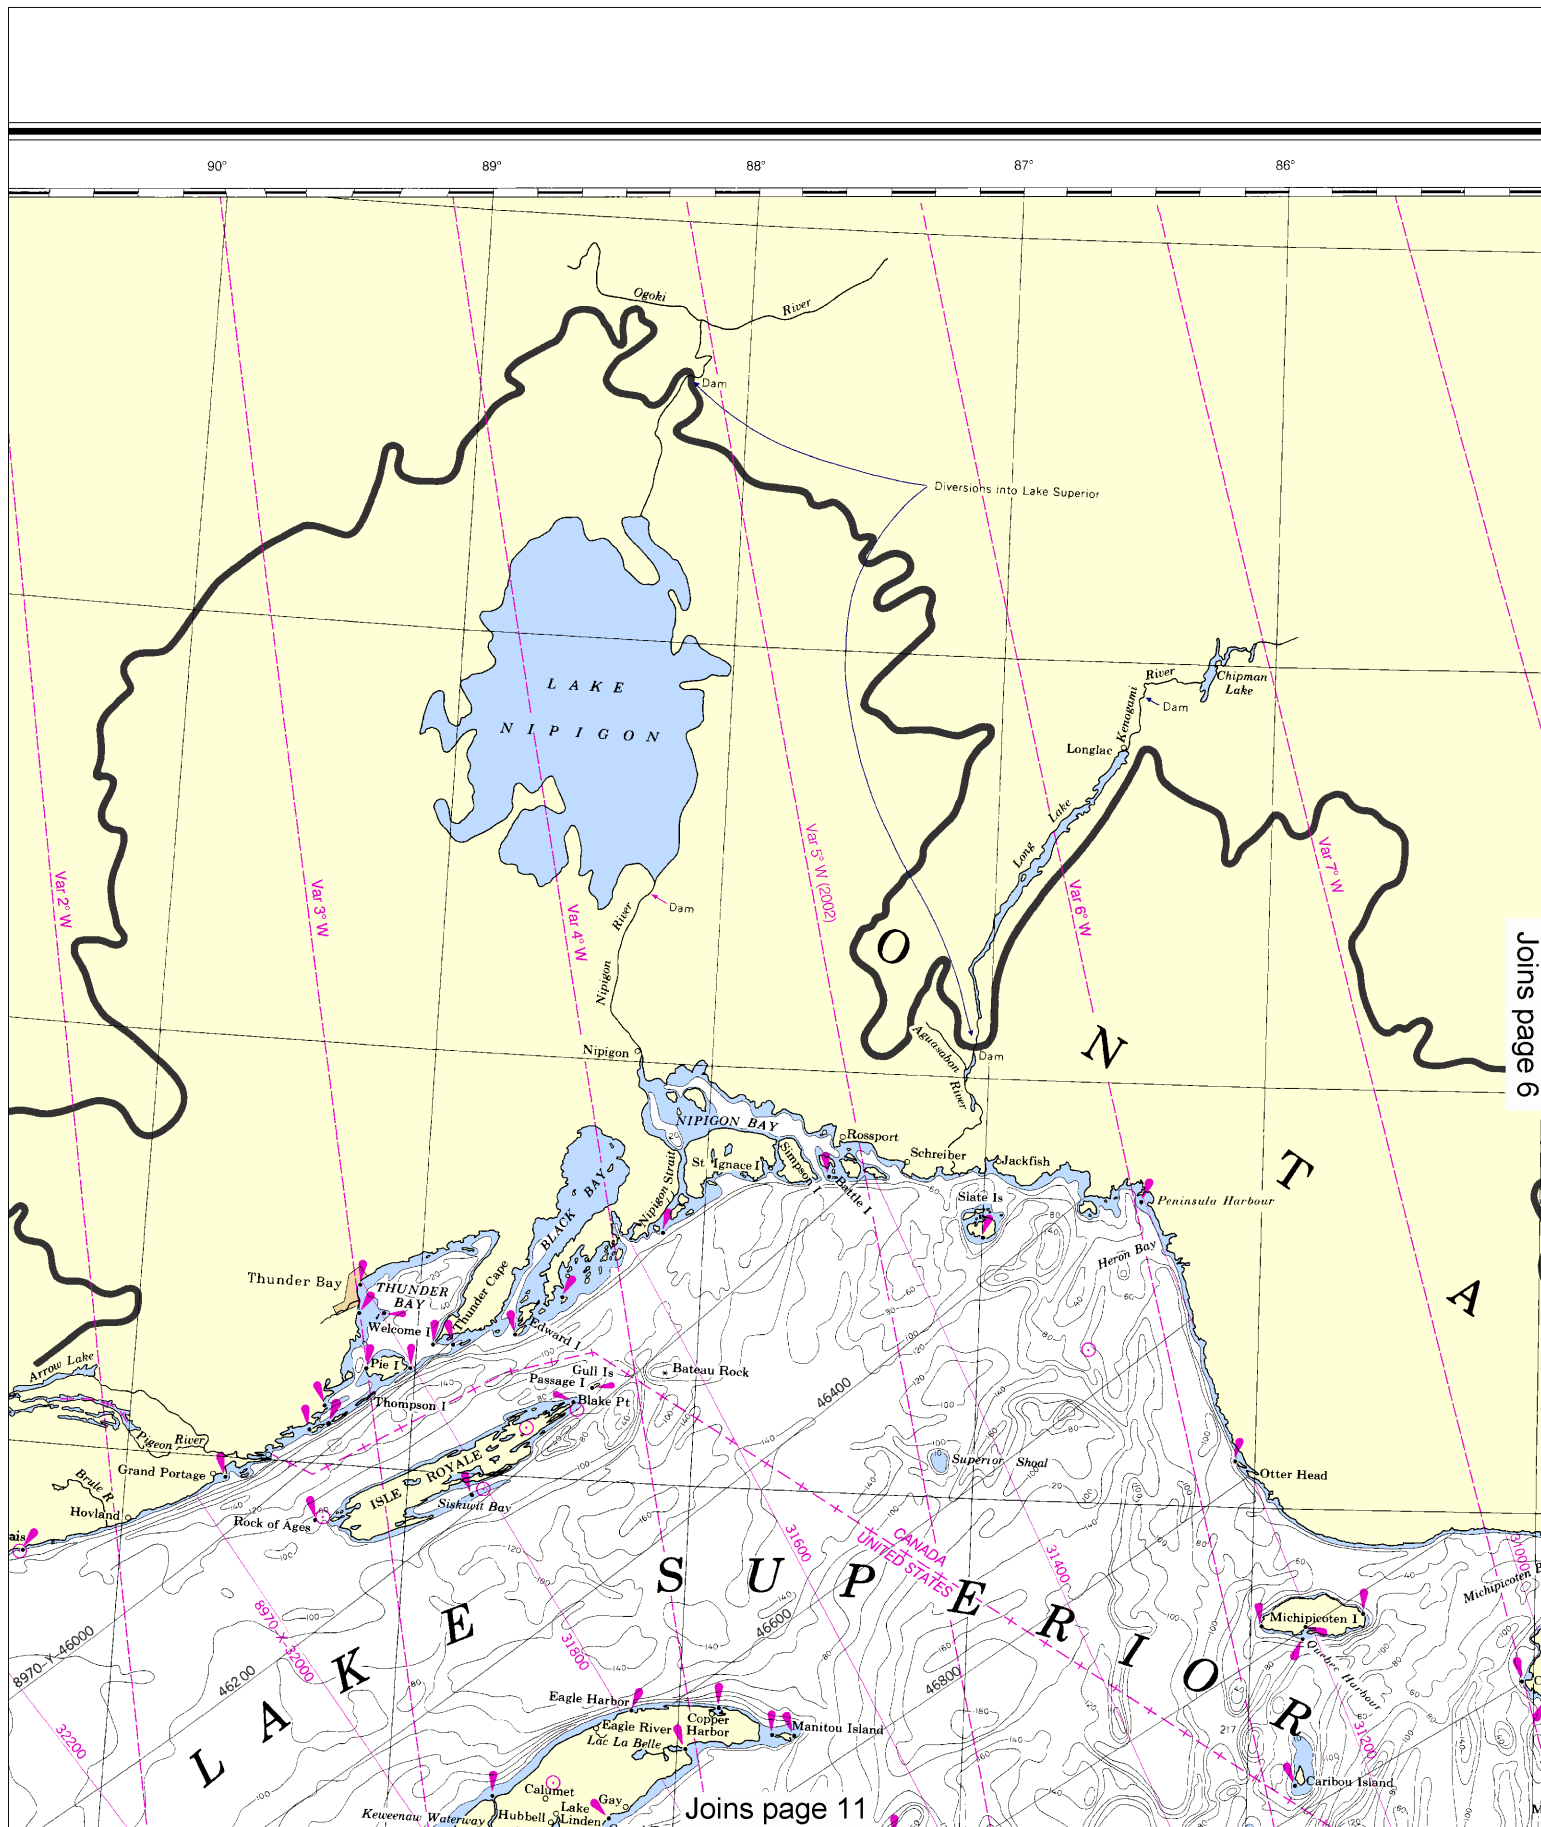 90° 89° 88° 87° 86°
Ogoki River
Dam
Diversions into Lake Superior
LAKE
NIPIGON
River
Chipman
Lake
Kenogami
Dam
Longlac
Long Lake
Var 2° W
Var 3° W
Var 4° W
Var 5° W (2002)
Var 6° W
Var 7° W
River
Dam
Nipigon
O N T A
Joins page 6
Nipigon
Aguasabon
River
Dam
NIPIGON BAY
20
Rossport
Schreiber
Jackfish
St Ignace I
Simpson I
Battle I
Nipigon Strait
Slate Is
Peninsula Harbour
Heron Bay
BLACK BAY
Thunder Bay
THUNDER
BAY
Thunder Cape
Welcome I
Edward I
Pie I
Arrow Lake
Gull Is
Passage I
Bateau Rock
Blake Pt
Thompson I
46400
Pigeon River
Grand Portage
Brule R
Hovland
ISLE ROYALE
Siskiwit Bay
Rock of Ages
ais
Superior Shoal
Otter Head
CANADA
UNITED STATES
31600
31400
31000
LAKE SUPERIOR
Michipicoten I
Quebec Harbour
8970-Y-46000
46200
8970-X-32000
31800
46600
46800
32200
31200
217
Eagle Harbor
Copper
Harbor
Eagle River
Lac La Belle
Manitou Island
Caribou Island
Calumet
Lake
Linden
Gay
Hubbell
Keweenaw Waterway
Joins page 11